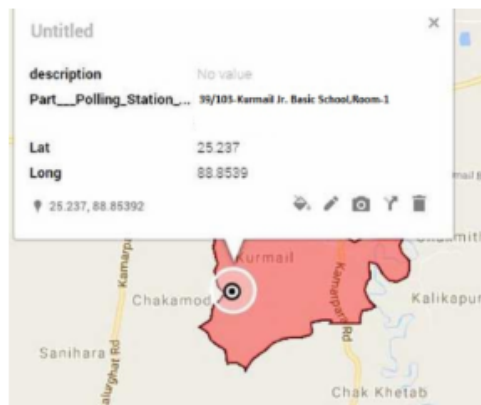 Untitled
description No value
Part___Polling_Station_... 39/103-Kurmail Jr. Basic School,Room-1
Lat 25.237
Long 88.8539
25.237, 88.85392
Kurmail
Chakamod
Kalikapur
Kamarpara Rd
Sanihara
Chak Khetab